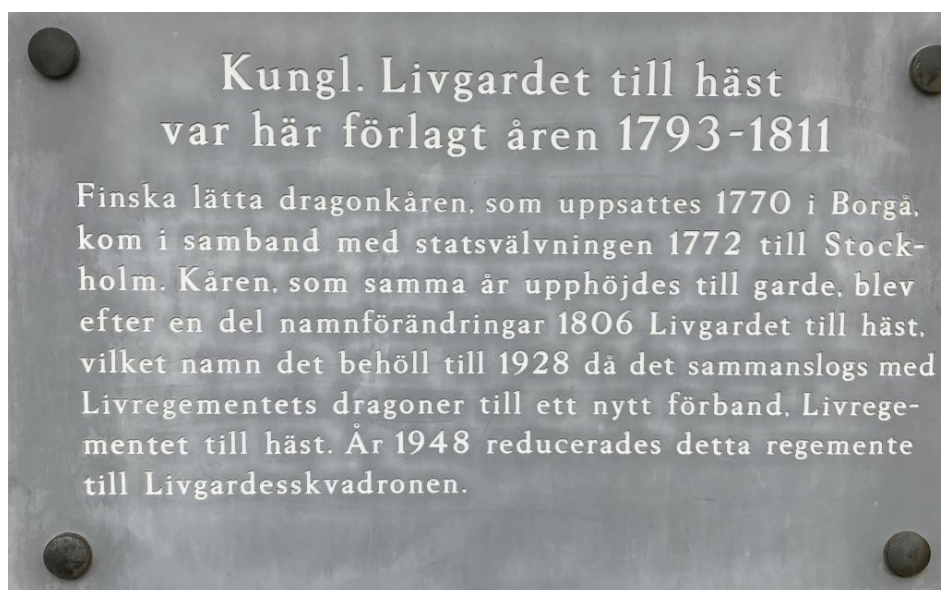 Kungl. Livgardet till häst
var här förlagt åren 1793-1811
Finska lätta dragonkåren, som uppsattes 1770 i Borgå,
kom i samband med statsvälvningen 1772 till Stock-
holm. Kåren, som samma år upphöjdes till garde, blev
efter en del namnförändringar 1806 Livgardet till häst,
vilket namn det behöll till 1928 då det sammanslogs med
Livregementets dragoner till ett nytt förband, Livrege-
mentet till häst. År 1948 reducerades detta regemente
till Livgardesskvadronen.